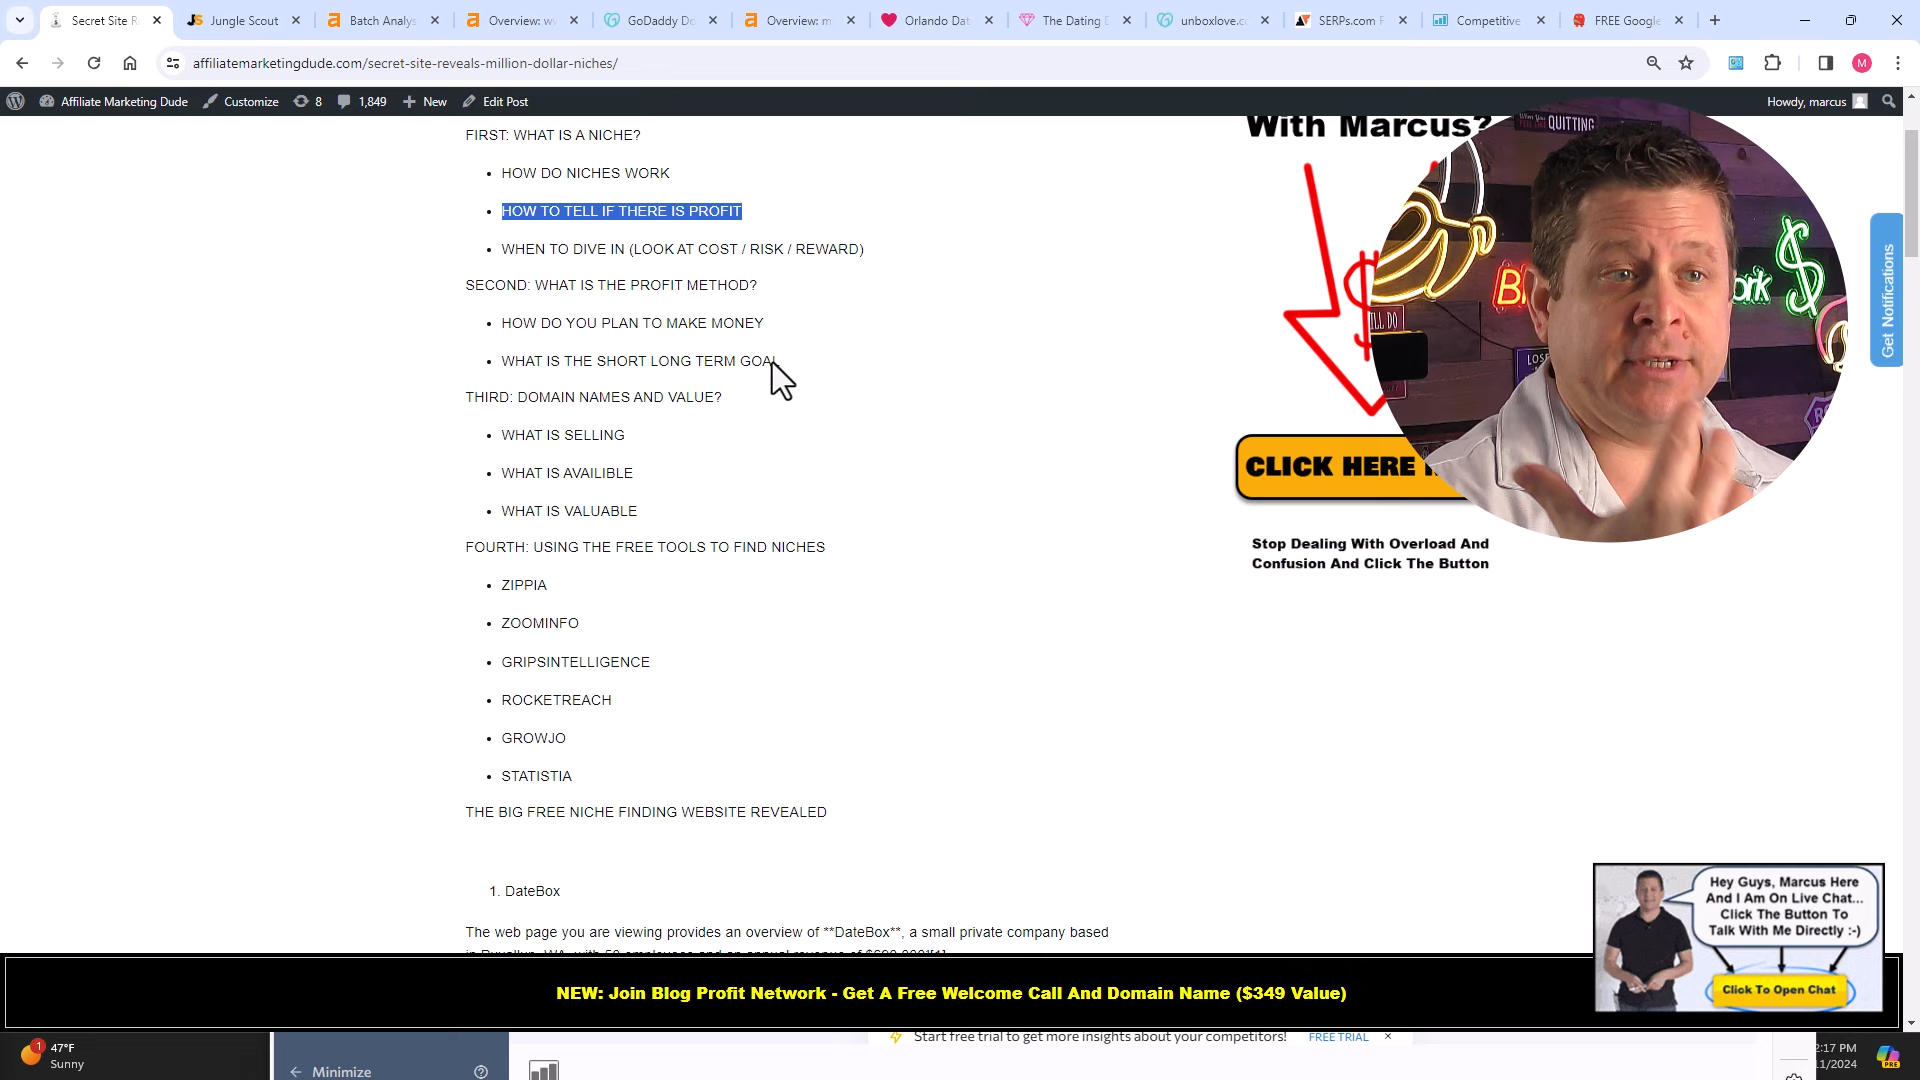 Secret Site R
Jungle Scout
Batch Analys
Overview: w
GoDaddy Do
Overview: m
Orlando Dat
The Dating
unboxlove.c
SERPs.com F
Competitive
FREE Google
affiliatemarketingdude.com/secret-site-reveals-million-dollar-niches/
M
Affiliate Marketing Dude
Customize
8
1,849
New
Edit Post
Howdy, marcus
FIRST: WHAT IS A NICHE?
• HOW DO NICHES WORK
• HOW TO TELL IF THERE IS PROFIT
• WHEN TO DIVE IN (LOOK AT COST / RISK / REWARD)
SECOND: WHAT IS THE PROFIT METHOD?
• HOW DO YOU PLAN TO MAKE MONEY
• WHAT IS THE SHORT LONG TERM GOAL
THIRD: DOMAIN NAMES AND VALUE?
• WHAT IS SELLING
• WHAT IS AVAILIBLE
• WHAT IS VALUABLE
FOURTH: USING THE FREE TOOLS TO FIND NICHES
• ZIPPIA
• ZOOMINFO
• GRIPSINTELLIGENCE
• ROCKETREACH
• GROWJO
• STATISTIA
THE BIG FREE NICHE FINDING WEBSITE REVEALED
1. DateBox
The web page you are viewing provides an overview of **DateBox**, a small private company based
With Marcus?
$
QUITTING
ILL DO
LOSE
B
ork
$
CLICK HERE
Stop Dealing With Overload And
Confusion And Click The Button
Get Notifications
Hey Guys, Marcus Here
And I Am On Live Chat...
Click The Button To
Talk With Me Directly :-)
Click To Open Chat
NEW: Join Blog Profit Network - Get A Free Welcome Call And Domain Name ($349 Value)
Start free trial to get more insights about your competitors!
FREE TRIAL
1
47°F
Sunny
Minimize
:17 PM
11/2024
PRE